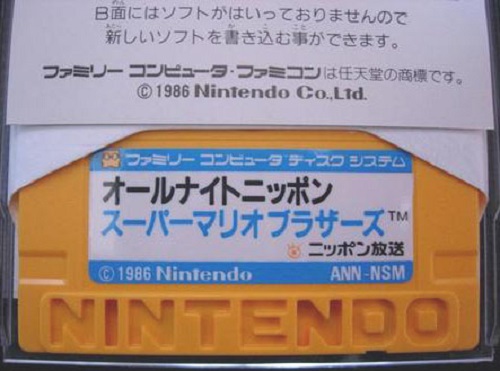 B面にはソフトがはいっておりませんので
新しいソフトを書き込む事ができます。
ファミリー コンピュータ・ファミコンは任天堂の商標です。
©1986 Nintendo Co.,Ltd.
ファミリー コンピュータ ディスク システム
オールナイトニッポン
スーパーマリオブラザーズ™
ニッポン放送
©1986 Nintendo ANN-NSM
NINTENDO